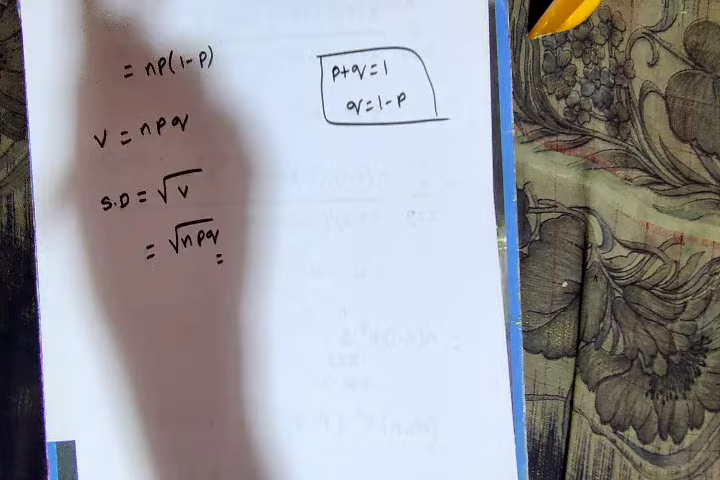 = np(1-p)
p+q=1
q=1-p
V = npq
S.D = √V
= √npq